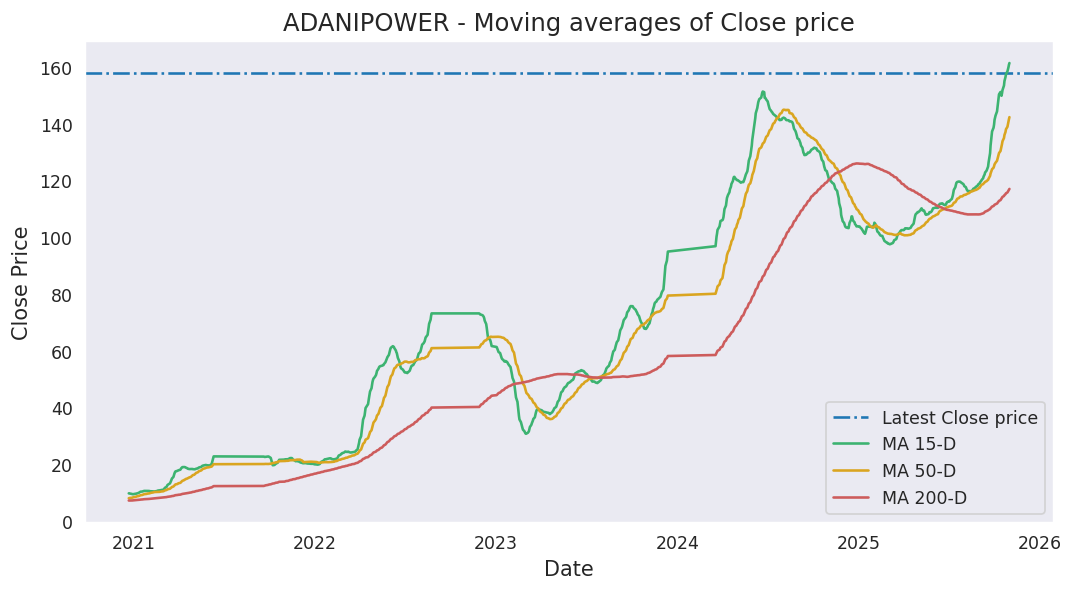 ADANIPOWER - Moving averages of Close price
Close Price
160
140
120
100
80
60
40
20
0
2021 2022 2023 2024 2025 2026
Date
Latest Close price
MA 15-D
MA 50-D
MA 200-D